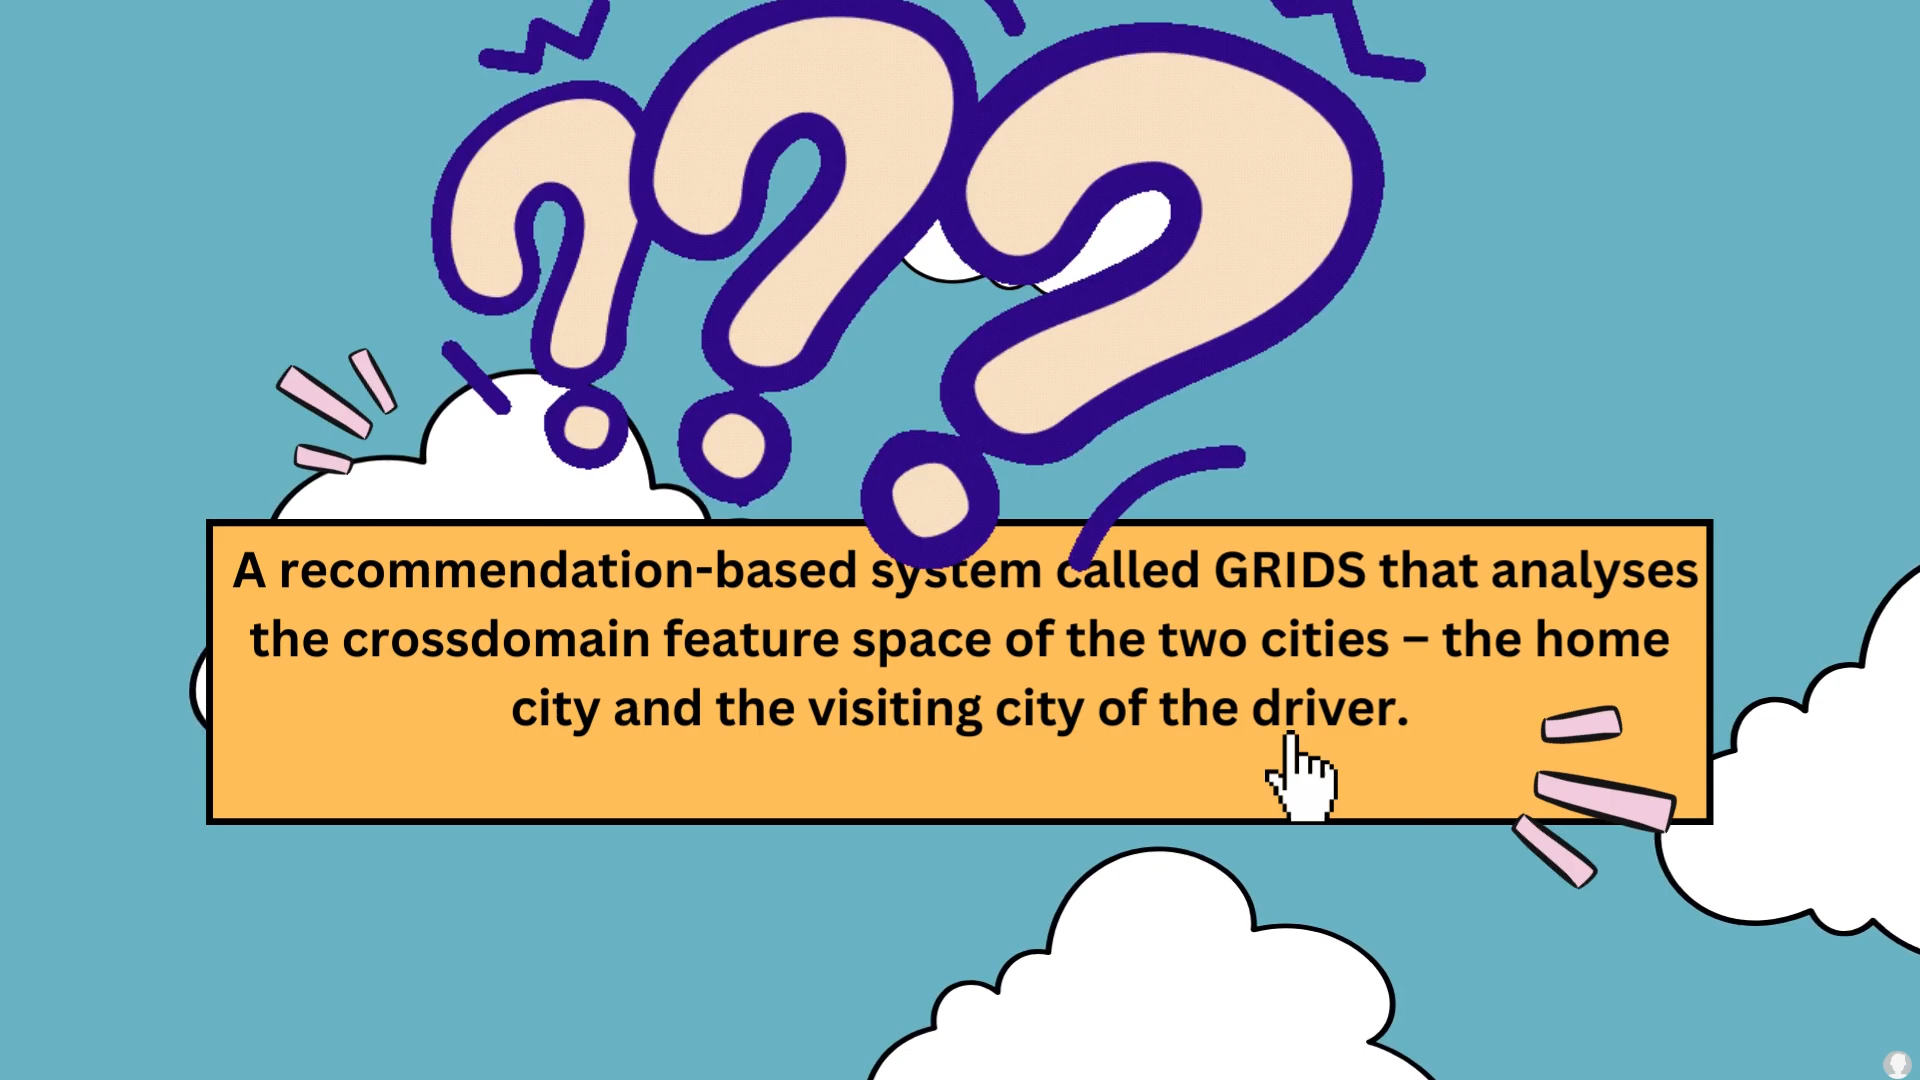 A recommendation-based system called GRIDS that analyses
the crossdomain feature space of the two cities – the home
city and the visiting city of the driver.